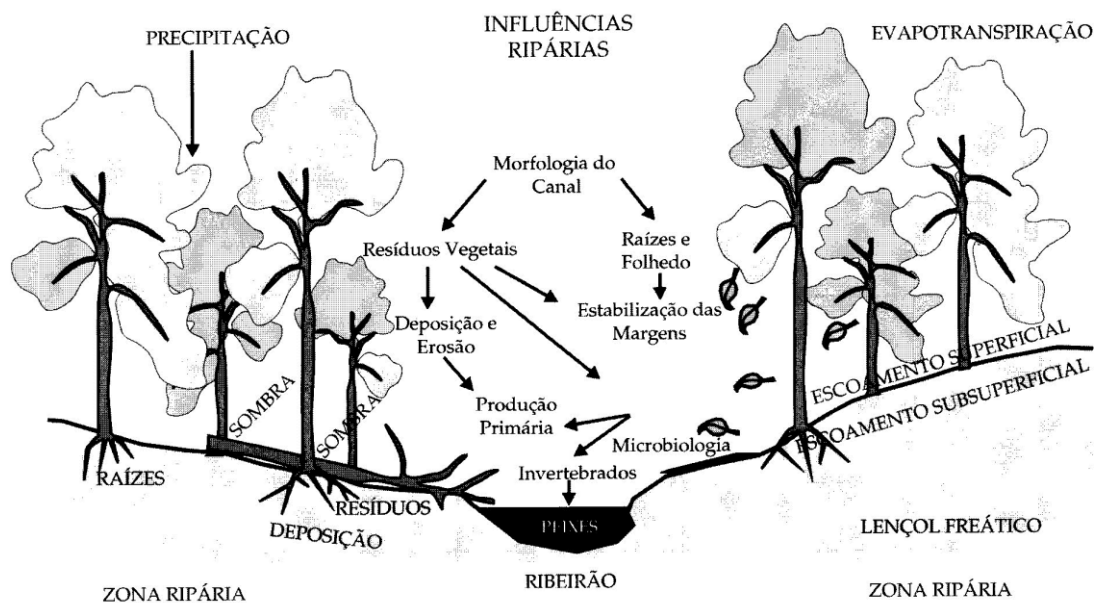 PRECIPITAÇÃO
INFLUÊNCIAS
RIPÁRIAS
EVAPOTRANSPIRAÇÃO
Morfologia do
Canal
Resíduos Vegetais
Raízes e
Folhedo
Deposição e
Erosão
Estabilização das
Margens
SOMBRA
SOMBRA
ESCOAMENTO SUPERFICIAL
ESCOAMENTO SUBSUPERFICIAL
Produção
Primária
Microbiologia
Invertebrados
RAÍZES
RESÍDUOS
DEPOSIÇÃO
PEIXES
LENÇOL FREÁTICO
ZONA RIPÁRIA
RIBEIRÃO
ZONA RIPÁRIA